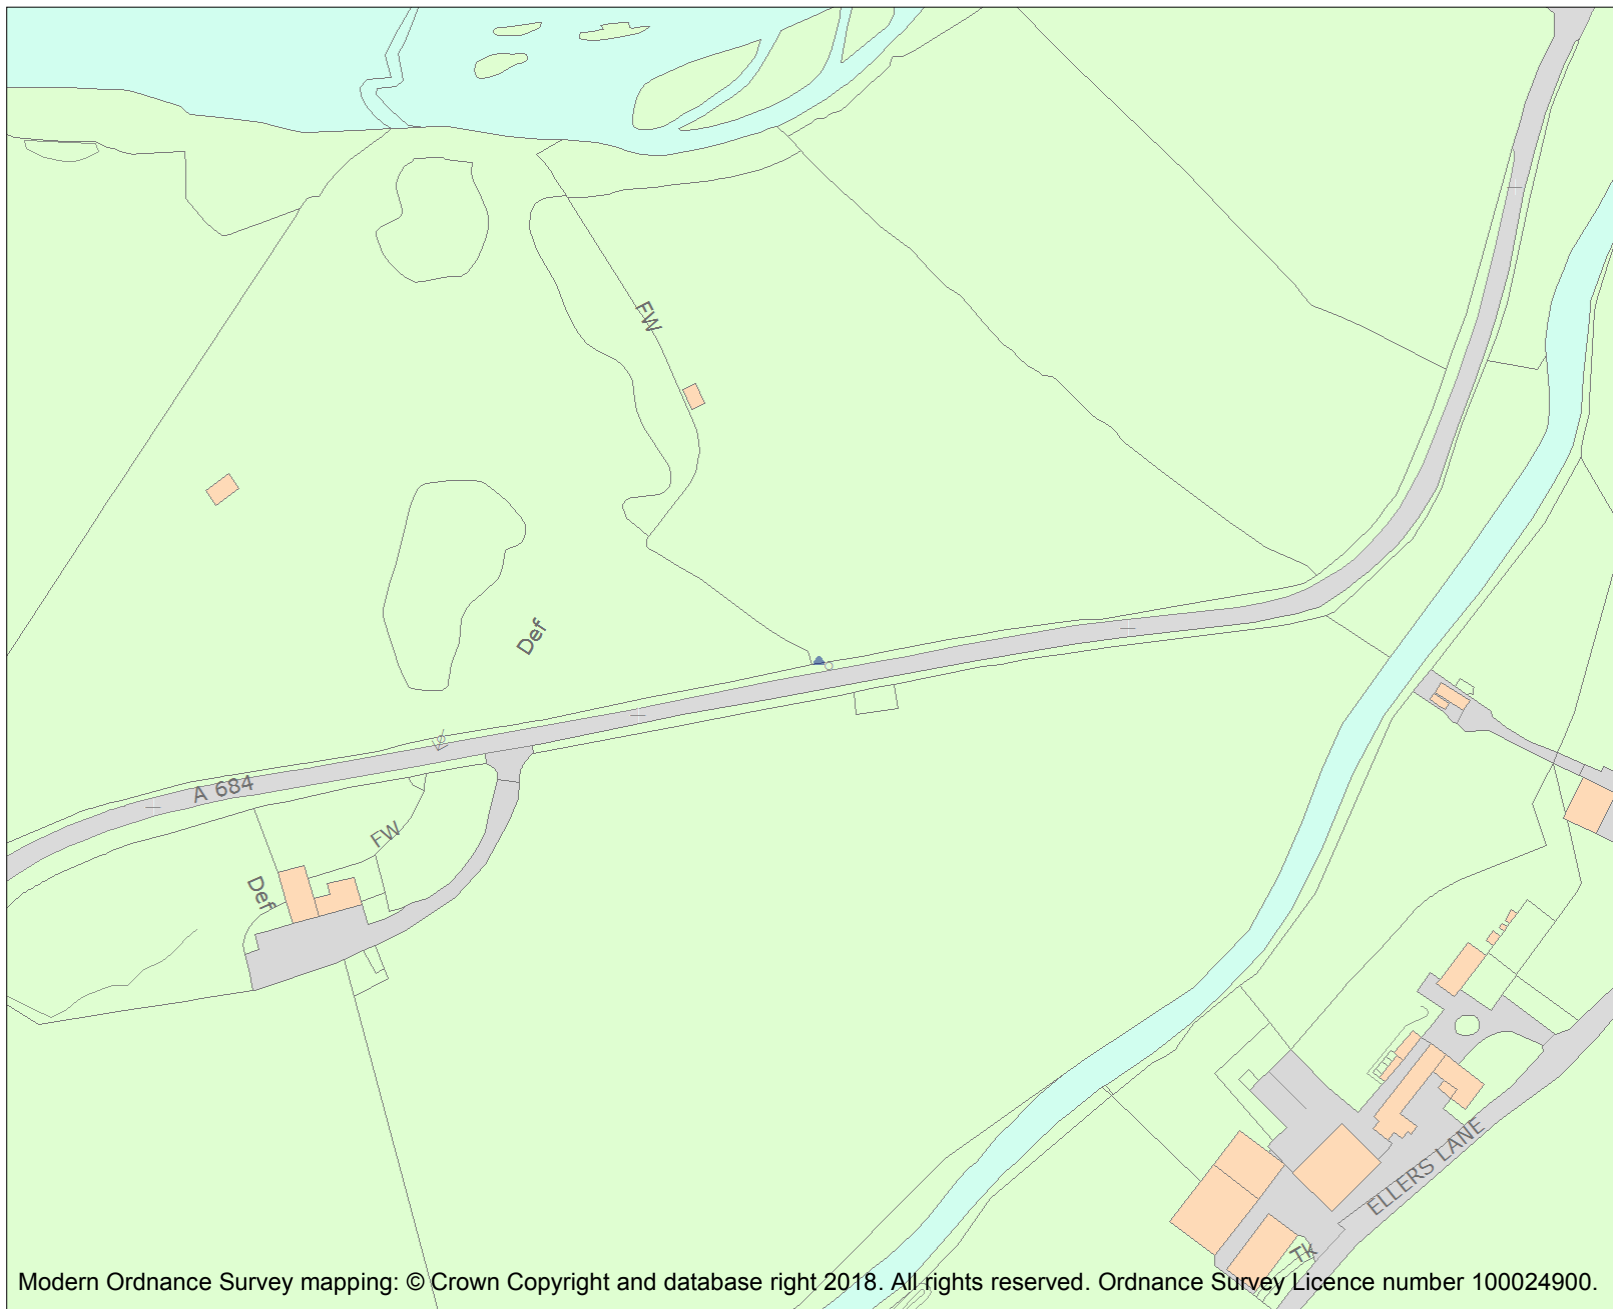 FW
Def
A 684
FW
Def
ELLERS LANE
Tk
Modern Ordnance Survey mapping: © Crown Copyright and database right 2018. All rights reserved. Ordnance Survey Licence number 100024900.